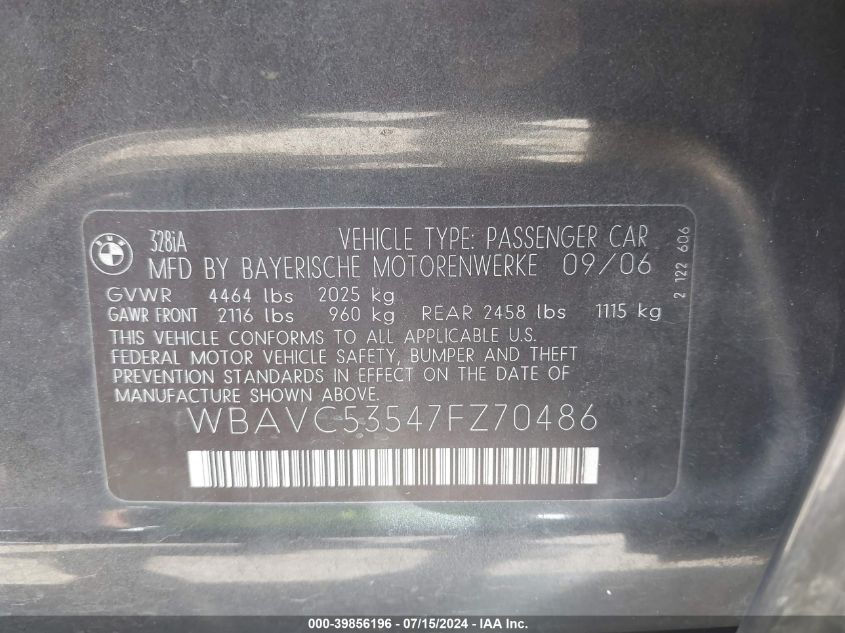 BMW
328iA VEHICLE TYPE: PASSENGER CAR
MFD BY BAYERISCHE MOTORENWERKE 09/06
GVWR 4464 lbs 2025 kg
GAWR FRONT 2116 lbs 960 kg REAR 2458 lbs 1115 kg
THIS VEHICLE CONFORMS TO ALL APPLICABLE U.S.
FEDERAL MOTOR VEHICLE SAFETY, BUMPER AND THEFT
PREVENTION STANDARDS IN EFFECT ON THE DATE OF
MANUFACTURE SHOWN ABOVE.
WBAVC53547FZ70486
2 122 606
000-39856196 - 07/15/2024 - IAA Inc.